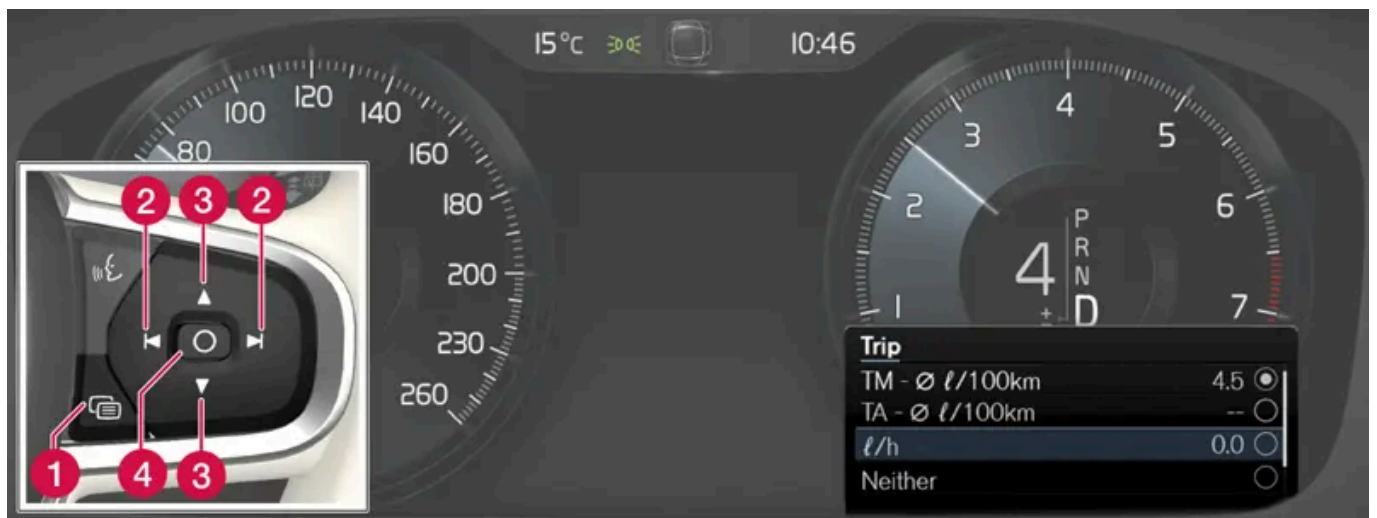 15°C 10:46
80
100
120
140
160
180
200
230
260
1
2
3
4
5
6
7
4
P
R
N
D
+
2 3 2
1 4 3
Trip
TM - Ø ℓ/100km 4.5
TA - Ø ℓ/100km --
ℓ/h 0.0
Neither